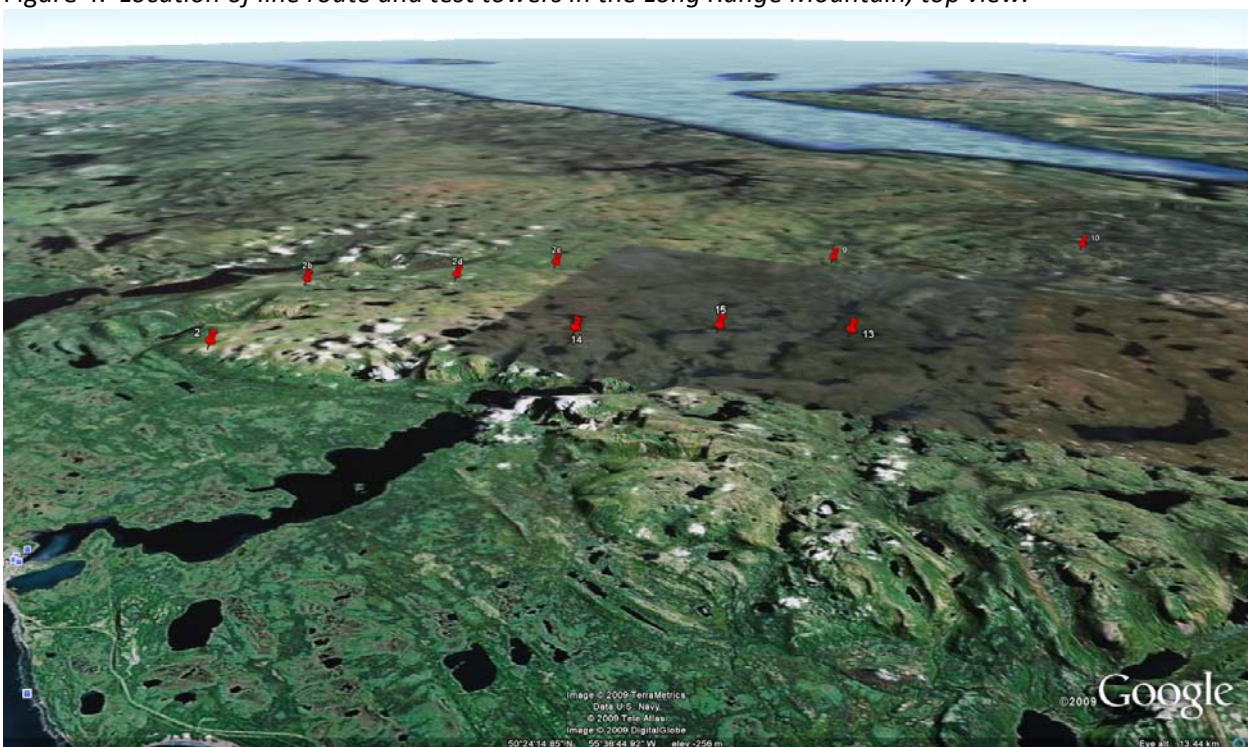 Figure 4: Location of line route and test towers in the Long Range Mountain, top view.
10
9
2e
2b
2d
2
15
14
13
Image © 2009 TerraMetrics
Data U.S. Navy
© 2009 Tele Atlas
Image © 2009 DigitalGlobe
©2009 Google
50°24'14.85"N 55°36'44.92" W elev -256 m
Eye alt 13.44 km